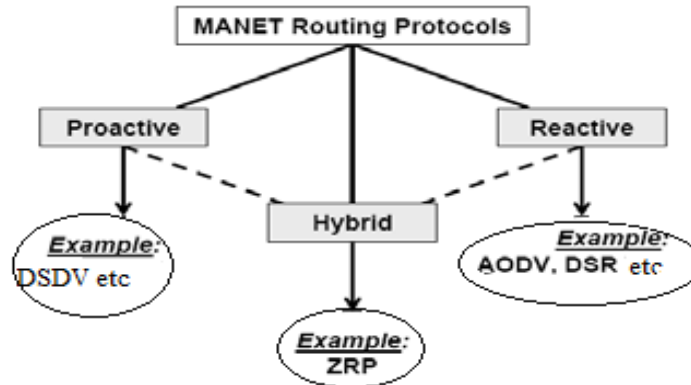 MANET Routing Protocols
Proactive
Reactive
Hybrid
Example:
DSDV etc
Example:
AODV, DSR etc
Example:
ZRP